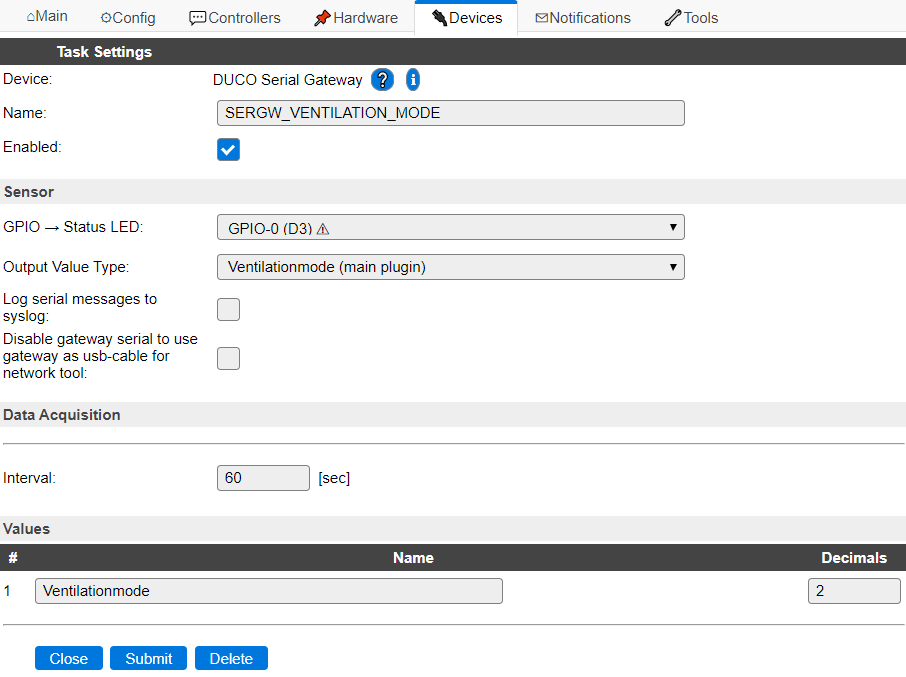 Main Config Controllers Hardware Devices Notifications Tools
Task Settings
Device: DUCO Serial Gateway ? i
Name: SERGW_VENTILATION_MODE
Enabled:
Sensor
GPIO → Status LED: GPIO-0 (D3) ⚠
Output Value Type: Ventilationmode (main plugin)
Log serial messages to
syslog:
Disable gateway serial to use
gateway as usb-cable for
network tool:
Data Acquisition
Interval: 60 [sec]
Values
# Name Decimals
1 Ventilationmode 2
Close Submit Delete